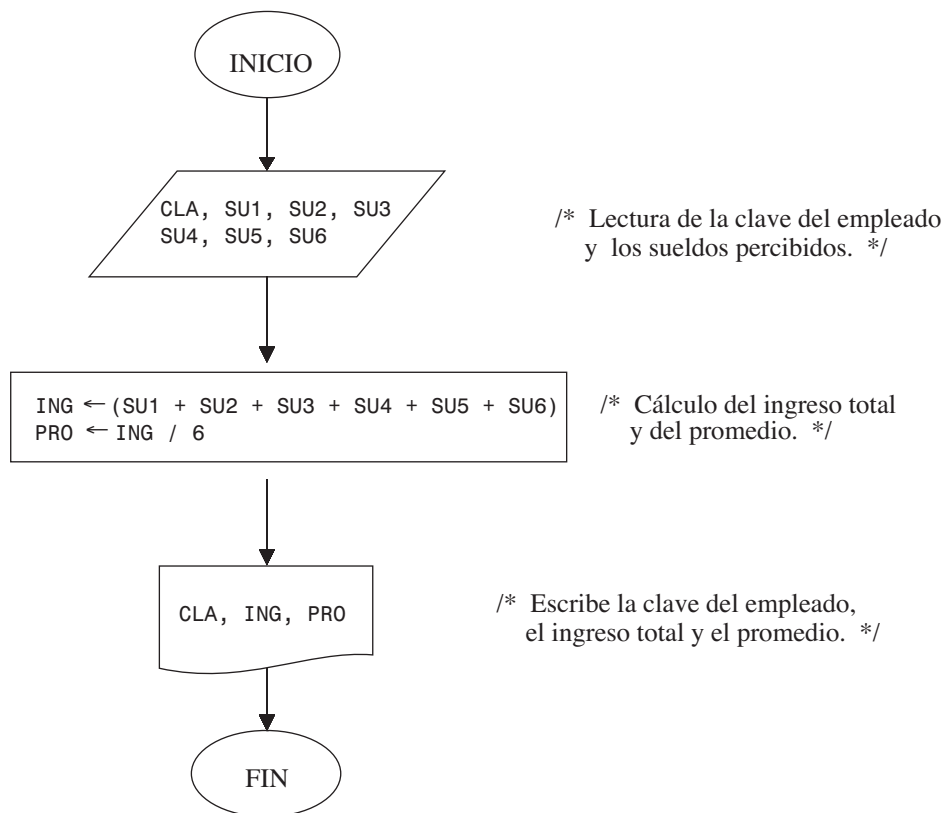 INICIO
CLA, SU1, SU2, SU3
SU4, SU5, SU6
/* Lectura de la clave del empleado
y los sueldos percibidos. */
ING ← (SU1 + SU2 + SU3 + SU4 + SU5 + SU6)
PRO ← ING / 6
/* Cálculo del ingreso total
y del promedio. */
CLA, ING, PRO
/* Escribe la clave del empleado,
el ingreso total y el promedio. */
FIN